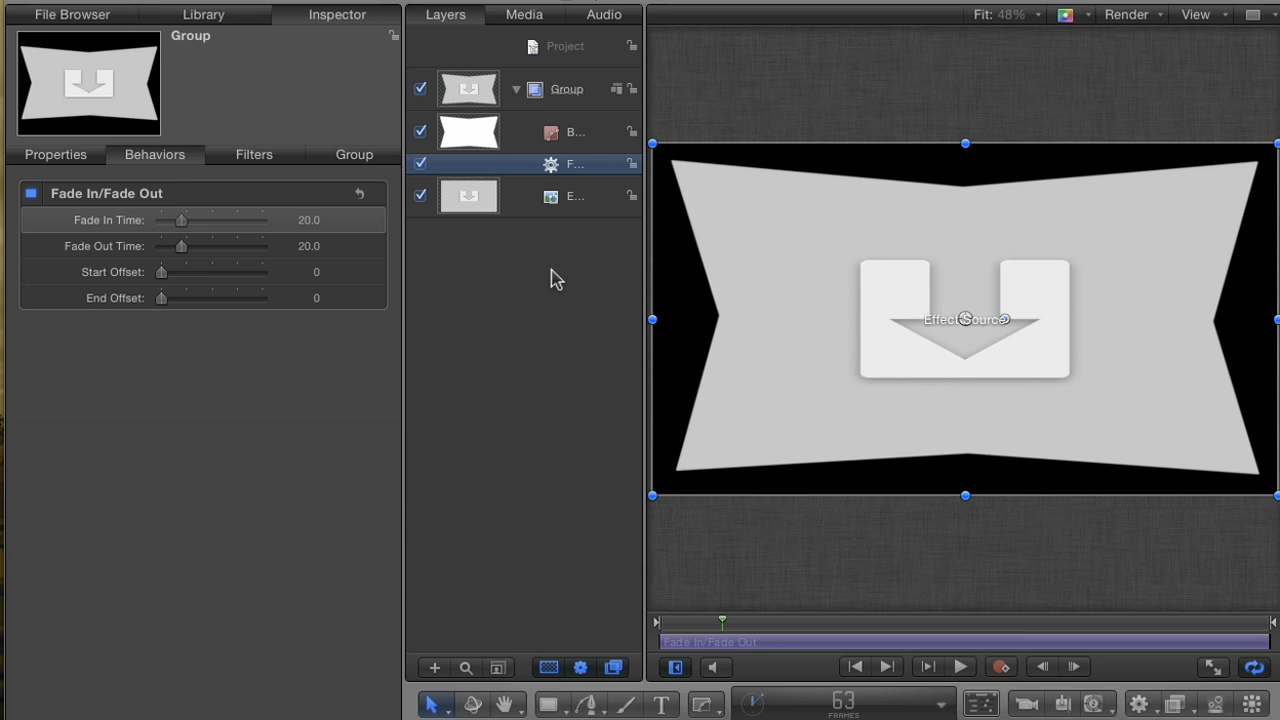 File Browser
Library
Inspector
Group
Properties
Behaviors
Filters
Group
Fade In/Fade Out
Fade In Time:
20.0
Fade Out Time:
20.0
Start Offset:
0
End Offset:
0
Layers
Media
Audio
Project
Group
B...
F...
E...
Fit: 48%
Render
View
Effect Source
Fade In/Fade Out
T
63
FRAMES